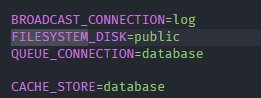 BROADCAST_CONNECTION=log
FILESYSTEM_DISK=public
QUEUE_CONNECTION=database

CACHE_STORE=database